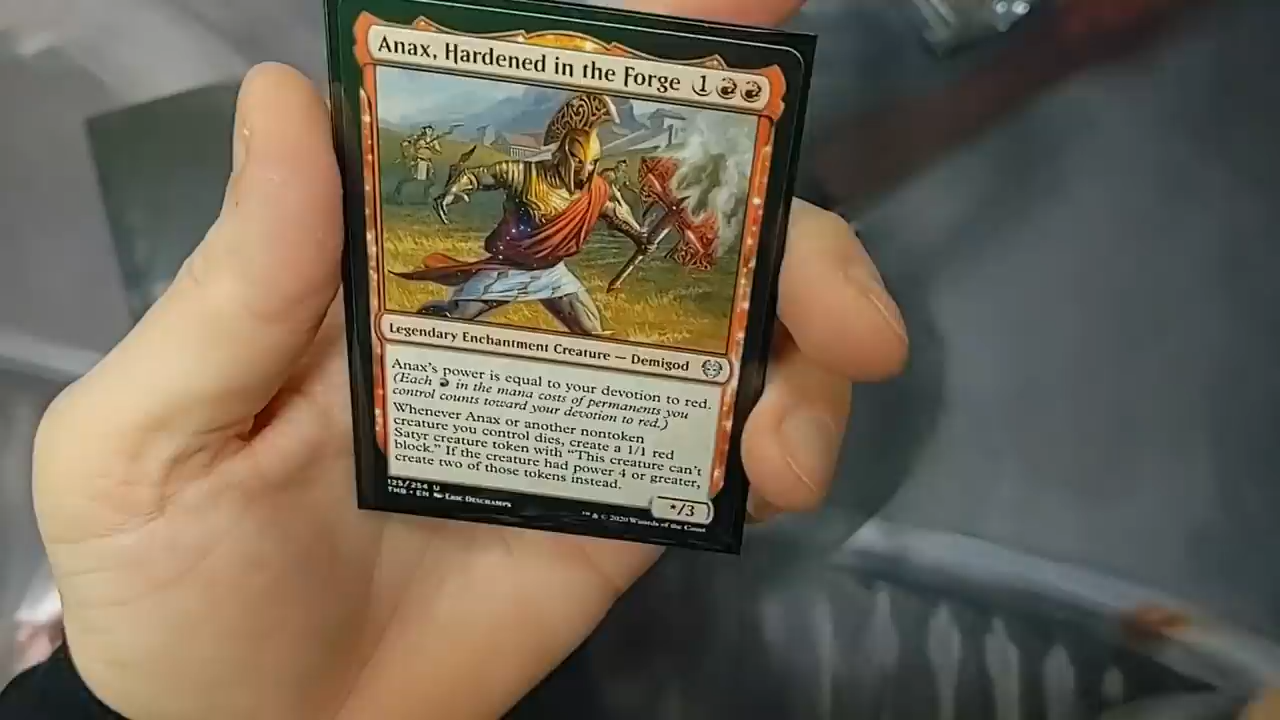 Anax, Hardened in the Forge 1
Legendary Enchantment Creature — Demigod
Anax's power is equal to your devotion to red.
(Each in the mana costs of permanents you
control counts toward your devotion to red.)
Whenever Anax or another nontoken
creature you control dies, create a 1/1 red
Satyr creature token with "This creature can't
block." If the creature had power 4 or greater,
create two of those tokens instead.
125/254 U
THB • EN Eric Deschamps
*/3
™ & © 2020 Wizards of the Coast